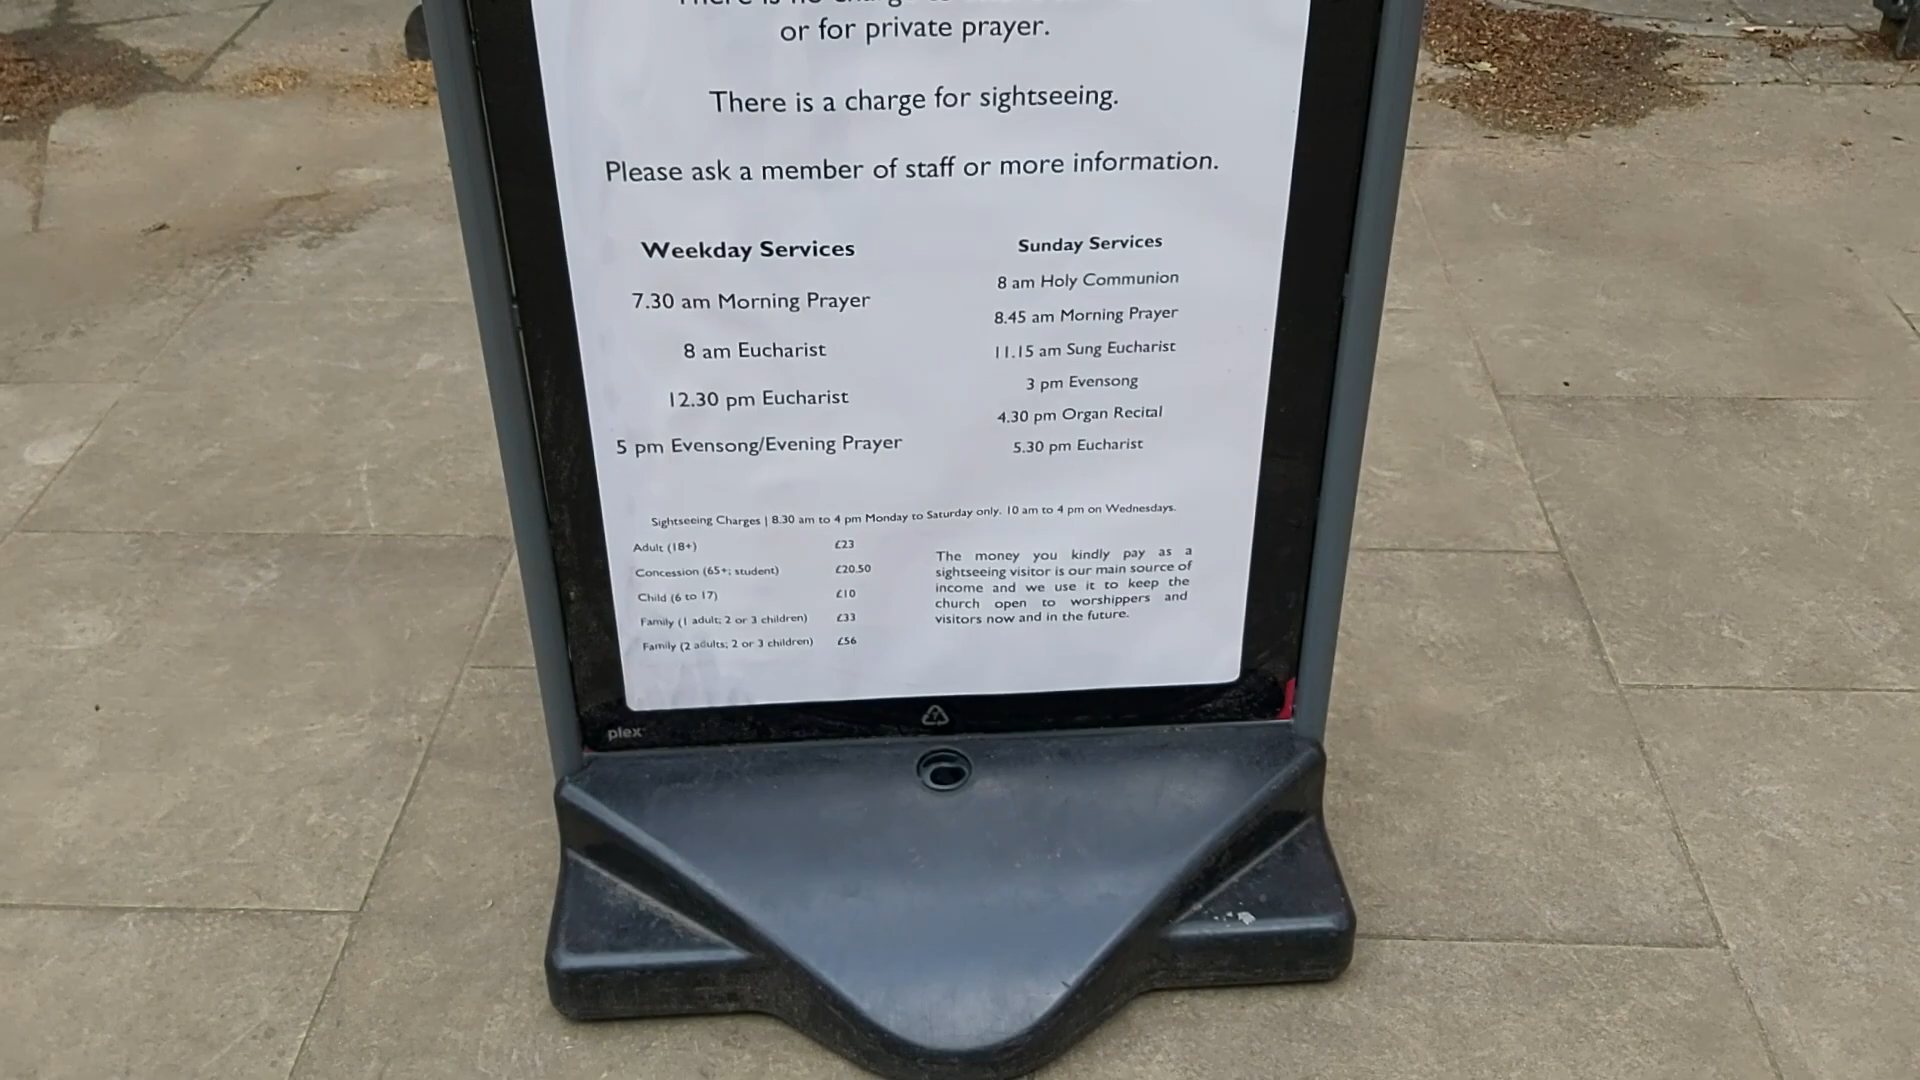 There is no charge to
or for private prayer.
There is a charge for sightseeing.
Please ask a member of staff or more information.
Weekday Services
7.30 am Morning Prayer
8 am Eucharist
12.30 pm Eucharist
5 pm Evensong/Evening Prayer
Sunday Services
8 am Holy Communion
8.45 am Morning Prayer
11.15 am Sung Eucharist
3 pm Evensong
4.30 pm Organ Recital
5.30 pm Eucharist
Sightseeing Charges | 8.30 am to 4 pm Monday to Saturday only. 10 am to 4 pm on Wednesdays.
Adult (18+) £23
Concession (65+; student) £20.50
Child (6 to 17) £10
Family (1 adult; 2 or 3 children) £33
Family (2 adults; 2 or 3 children) £56
The money you kindly pay as a
sightseeing visitor is our main source of
income and we use it to keep the
church open to worshippers and
visitors now and in the future.
plex